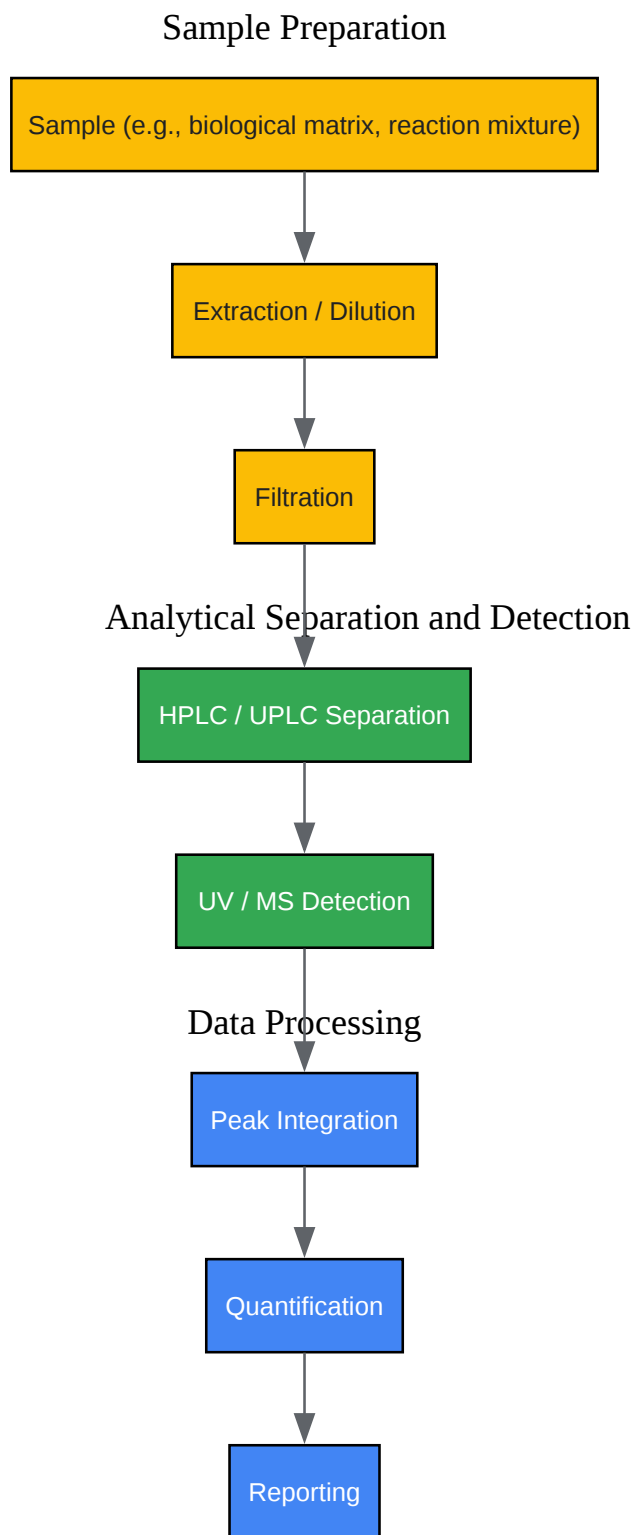 Sample Preparation
Sample (e.g., biological matrix, reaction mixture)
Extraction / Dilution
Filtration
Analytical Separation and Detection
HPLC / UPLC Separation
UV / MS Detection
Data Processing
Peak Integration
Quantification
Reporting